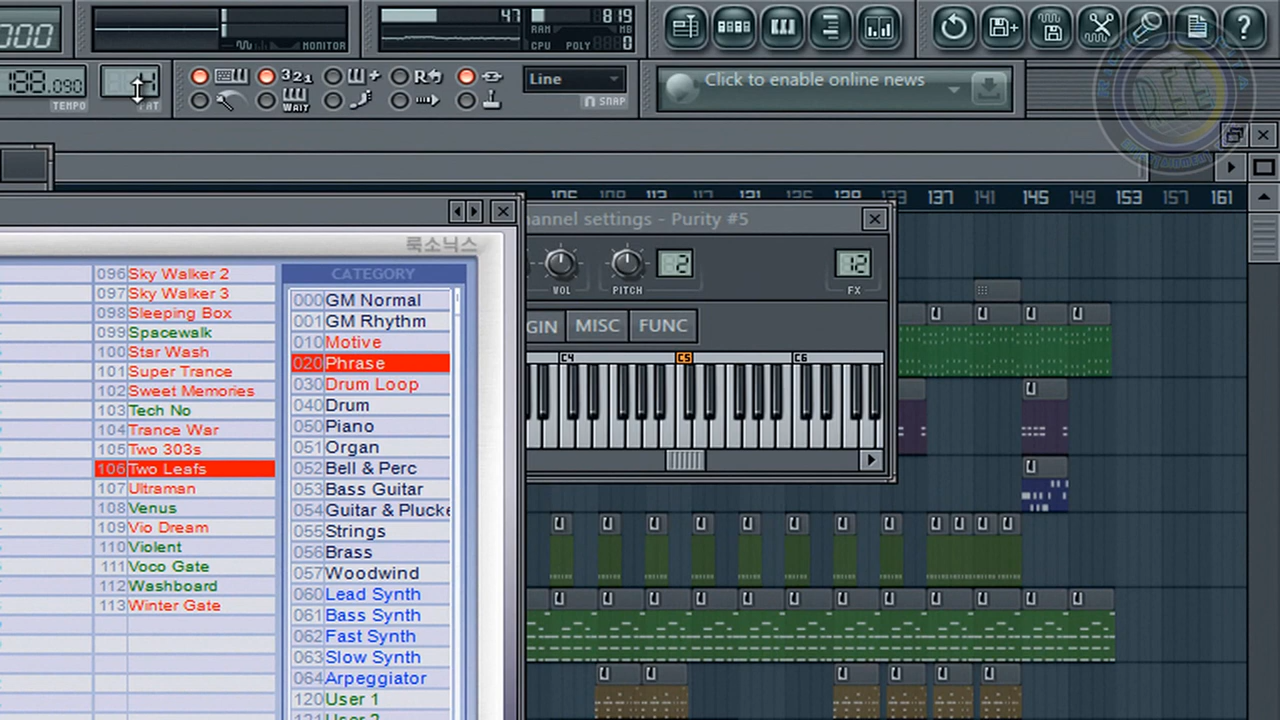 000
MONITOR
47
RAM
MB
819
CPU
POLY
0
188.090
TEMPO
4
PAT
321
WAIT
R
Line
SNAP
Click to enable online news
REE
105 109 113 117 121 125 129 133 137 141 145 149 153 157 161
annel settings - Purity #5
룩소닉스
VOL
PITCH
2
12
FX
GIN
MISC
FUNC
C4
C5
C6
096 Sky Walker 2
097 Sky Walker 3
098 Sleeping Box
099 Spacewalk
100 Star Wash
101 Super Trance
102 Sweet Memories
103 Tech No
104 Trance War
105 Two 303s
106 Two Leafs
107 Ultraman
108 Venus
109 Vio Dream
110 Violent
111 Voco Gate
112 Washboard
113 Winter Gate
CATEGORY
000 GM Normal
001 GM Rhythm
010 Motive
020 Phrase
030 Drum Loop
040 Drum
050 Piano
051 Organ
052 Bell & Perc
053 Bass Guitar
054 Guitar & Plucke
055 Strings
056 Brass
057 Woodwind
060 Lead Synth
061 Bass Synth
062 Fast Synth
063 Slow Synth
064 Arpeggiator
120 User 1
121 User 2